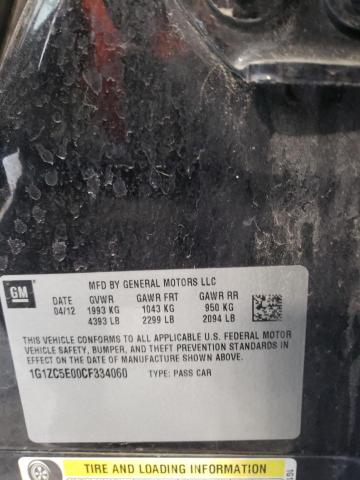 GM
MFD BY GENERAL MOTORS LLC
DATE GVWR GAWR FRT GAWR RR
04/12 1993 KG 1043 KG 950 KG
4393 LB 2299 LB 2094 LB
THIS VEHICLE CONFORMS TO ALL APPLICABLE U.S. FEDERAL MOTOR
VEHICLE SAFETY, BUMPER, AND THEFT PREVENTION STANDARDS IN
EFFECT ON THE DATE OF MANUFACTURE SHOWN ABOVE.
1G1ZC5E00CF334060 TYPE: PASS CAR
TIRE AND LOADING INFORMATION